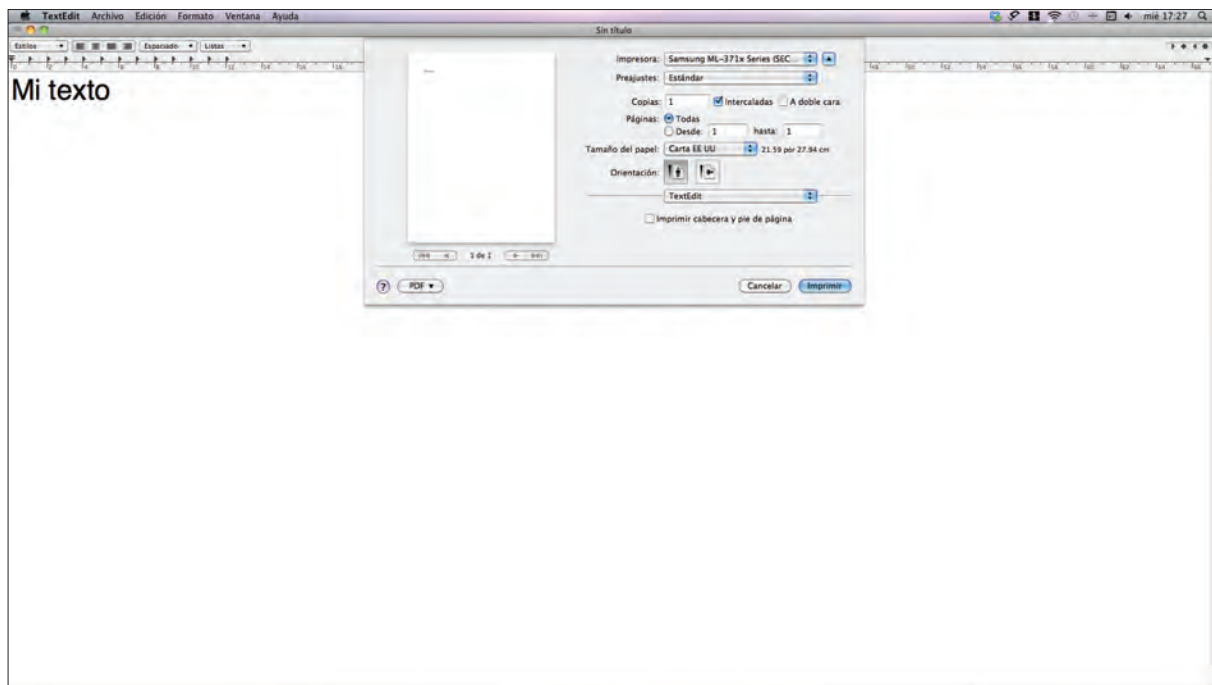 TextEdit Archivo Edición Formato Ventana Ayuda mié 17:27
Sin título
Estilos Espaciado Listas
Mi texto
Impresora: Samsung ML-371x Series (SEC
Preajustes: Estándar
Copias: 1 Intercaladas A doble cara
Páginas: Todas
Desde: 1 hasta: 1
Tamaño del papel: Carta EE UU 21.59 por 27.94 cm
Orientación:
TextEdit
Imprimir cabecera y pie de página
1 de 1
? PDF Cancelar Imprimir